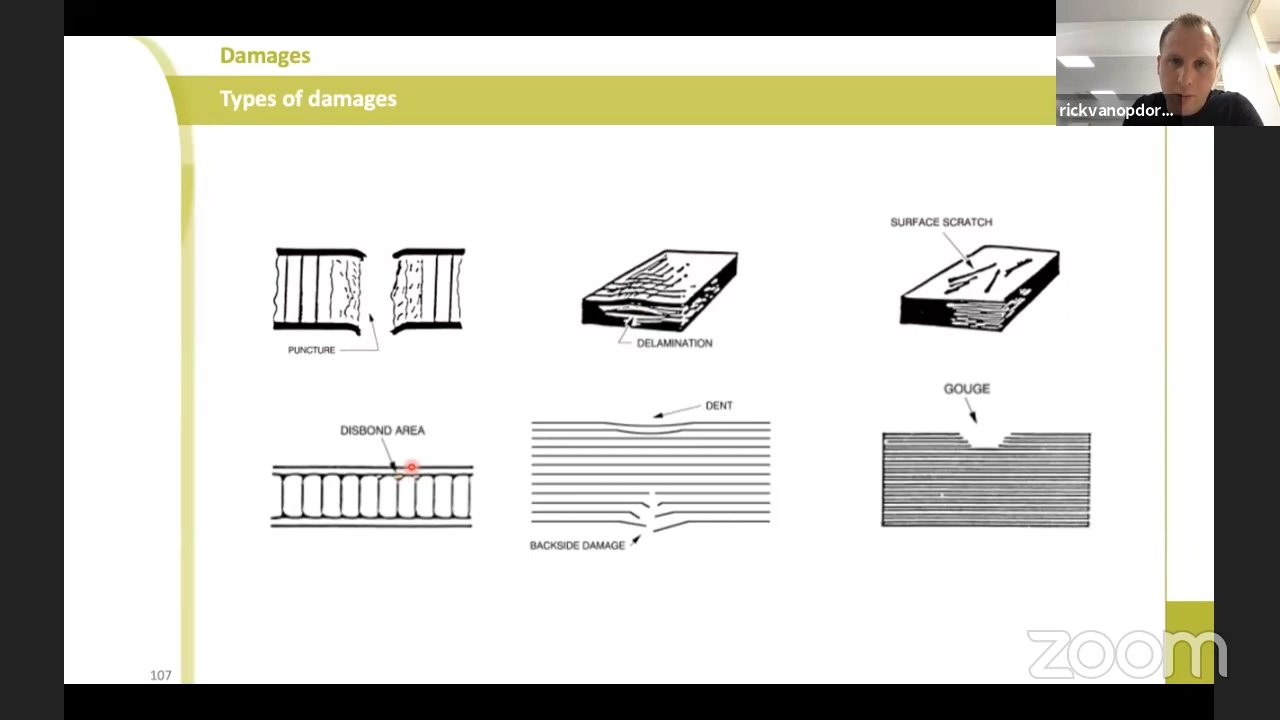 Damages
Types of damages
rickvanopdor...
SURFACE SCRATCH
PUNCTURE
DELAMINATION
GOUGE
DENT
DISBOND AREA
BACKSIDE DAMAGE
107
zoom